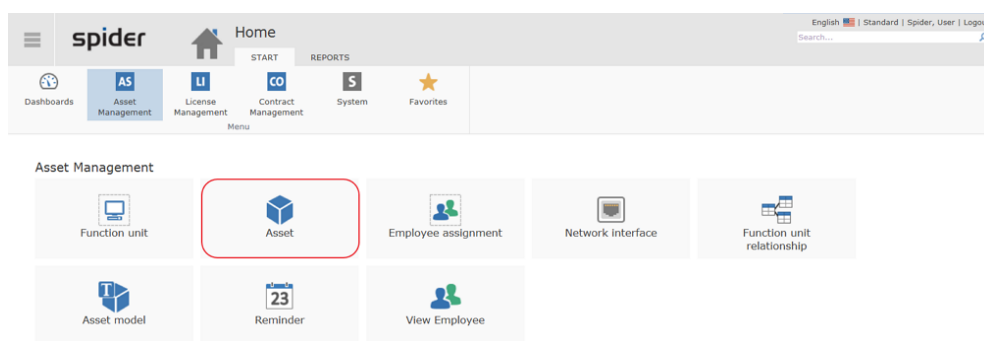 English | Standard | Spider, User | Logou
spider
Home
Search...
START REPORTS
AS LI CO S
Dashboards Asset Management License Management Contract Management System Favorites
Menu
Asset Management
Function unit Asset Employee assignment Network interface Function unit relationship
T 23
Asset model Reminder View Employee